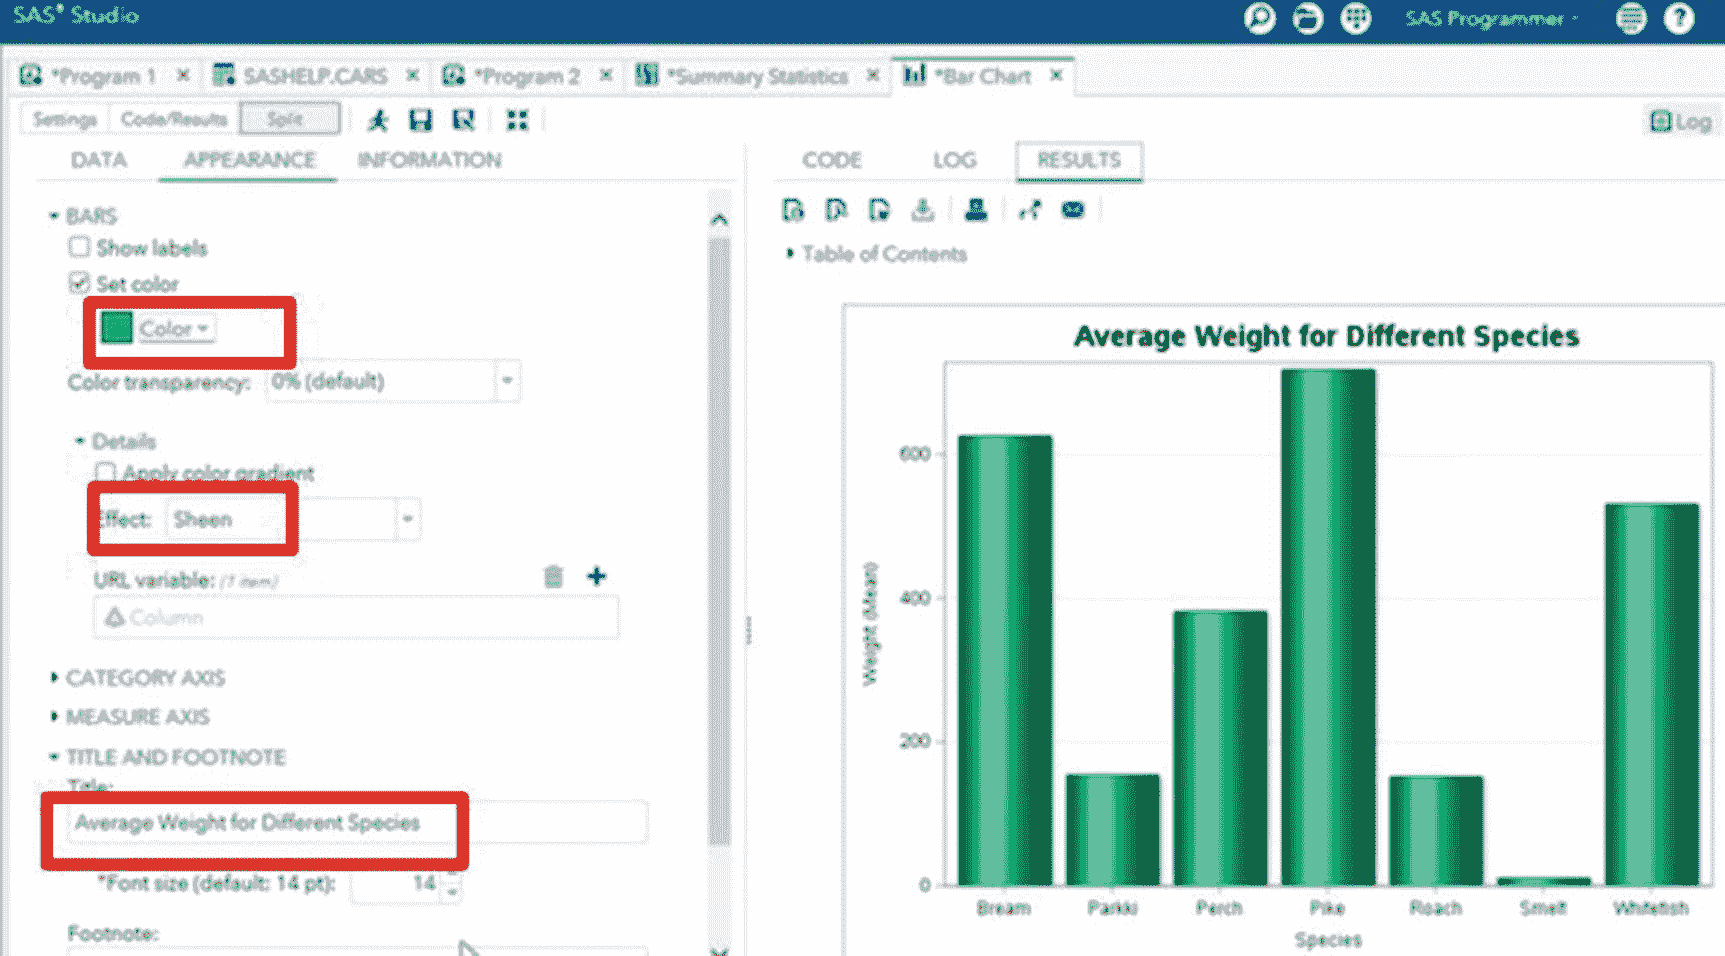 SAS® Studio
SAS Programmer
*Program 1
SASHELP.CARS
*Program 2
*Summary Statistics
*Bar Chart
Settings
Code/Results
Split
Log
DATA
APPEARANCE
INFORMATION
BARS
Show labels
Set color
Color
Color transparency:
0% (default)
Details
Apply color gradient
Effect:
Sheen
URL variable: (1 item)
Column
CATEGORY AXIS
MEASURE AXIS
TITLE AND FOOTNOTE
Title:
Average Weight for Different Species
*Font size (default: 14 pt):
14
Footnote:
CODE
LOG
RESULTS
Table of Contents
Average Weight for Different Species
Weight (Mean)
600
400
200
0
Bream
Parkki
Perch
Pike
Roach
Smelt
Whitefish
Species